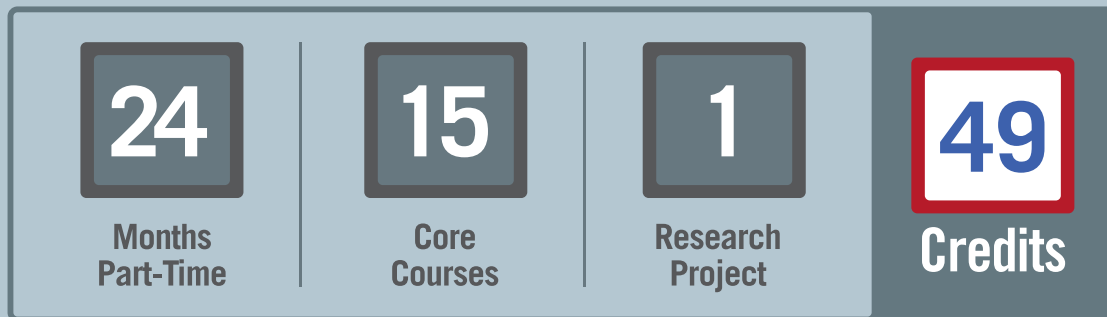 24
Months
Part-Time
15
Core
Courses
1
Research
Project
49
Credits